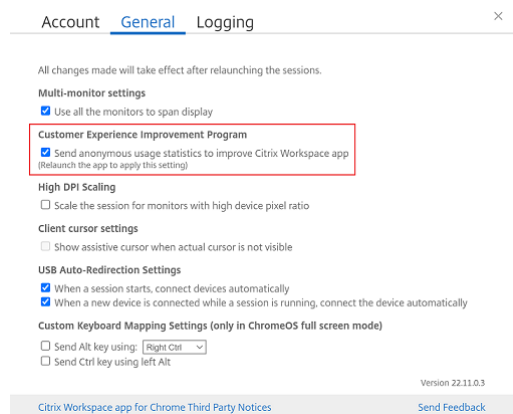 Account General Logging
All changes made will take effect after relaunching the sessions.
Multi-monitor settings
Use all the monitors to span display
Customer Experience Improvement Program
Send anonymous usage statistics to improve Citrix Workspace app
(Relaunch the app to apply this setting)
High DPI Scaling
Scale the session for monitors with high device pixel ratio
Client cursor settings
Show assistive cursor when actual cursor is not visible
USB Auto-Redirection Settings
When a session starts, connect devices automatically
When a new device is connected while a session is running, connect the device automatically
Custom Keyboard Mapping Settings (only in ChromeOS full screen mode)
Send Alt key using: Right Ctrl
Send Ctrl key using left Alt
Version 22.11.0.3
Citrix Workspace app for Chrome Third Party Notices Send Feedback